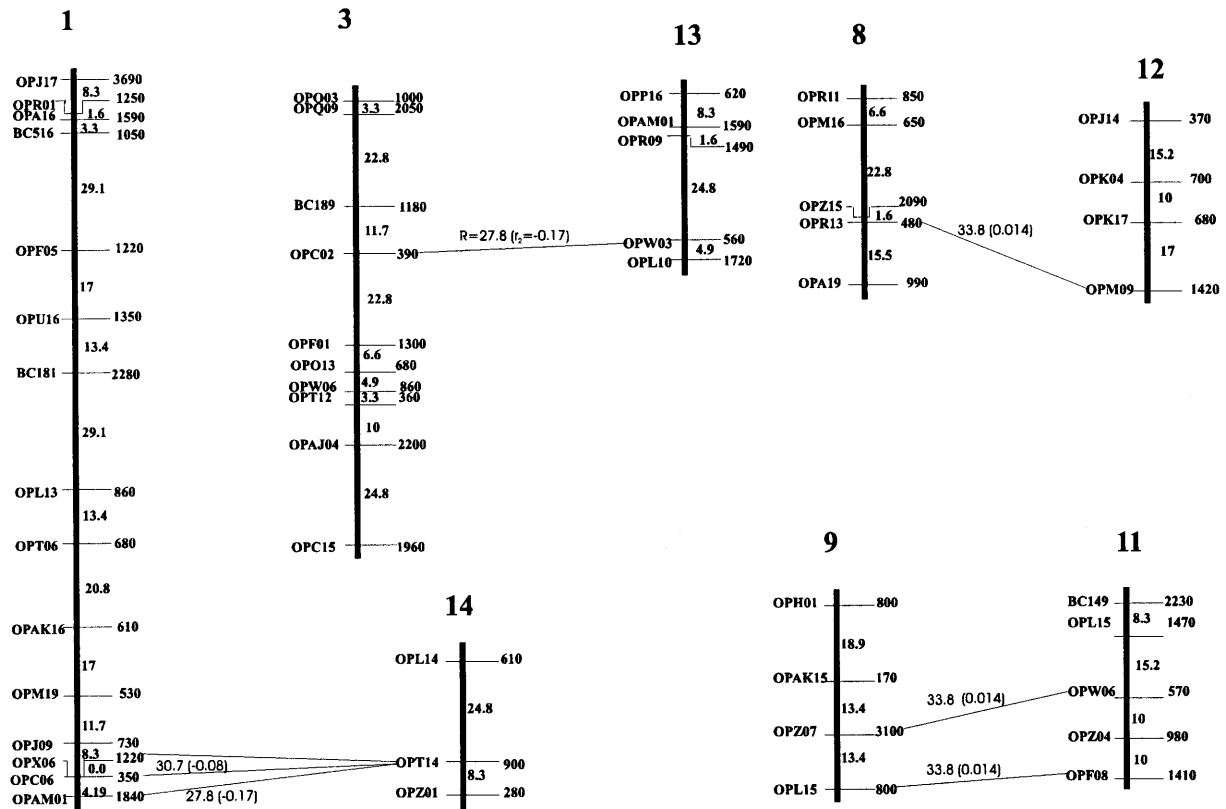 1
OPJ17 3690
8.3
OPR01 1250
OPA16 1.6 1590
BC516 3.3 1050
29.1
OPF05 1220
17
OPU16 1350
13.4
BC181 2280
29.1
OPL13 860
13.4
OPT06 680
20.8
OPAK16 610
17
OPM19 530
11.7
OPJ09 730
8.3
OPX06 1220
0.0
OPC06 350
4.19
OPAM01 1840
30.7 (-0.08)
27.8 (-0.17)
3
OPO03 1000
OPQ09 3.3 2050
22.8
BC189 1180
11.7
OPC02 390
22.8
OPF01 1300
6.6
OPO13 680
4.9
OPW06 860
OPT12 3.3 360
10
OPAJ04 2200
24.8
OPC15 1960
R=27.8 (r₂=-0.17)
14
OPL14 610
24.8
OPT14 900
8.3
OPZ01 280
13
OPP16 620
8.3
OPAM01 1590
OPR09 1.6 1490
24.8
OPW03 560
4.9
OPL10 1720
8
OPR11 850
6.6
OPM16 650
22.8
OPZ15 2090
1.6
OPR13 480
15.5
OPA19 990
33.8 (0.014)
12
OPJ14 370
15.2
OPK04 700
10
OPK17 680
17
OPM09 1420
9
OPH01 800
18.9
OPAK15 170
13.4
OPZ07 3100
13.4
OPL15 800
33.8 (0.014)
33.8 (0.014)
11
BC149 2230
8.3
OPL15 1470
15.2
OPW06 570
10
OPZ04 980
10
OPF08 1410